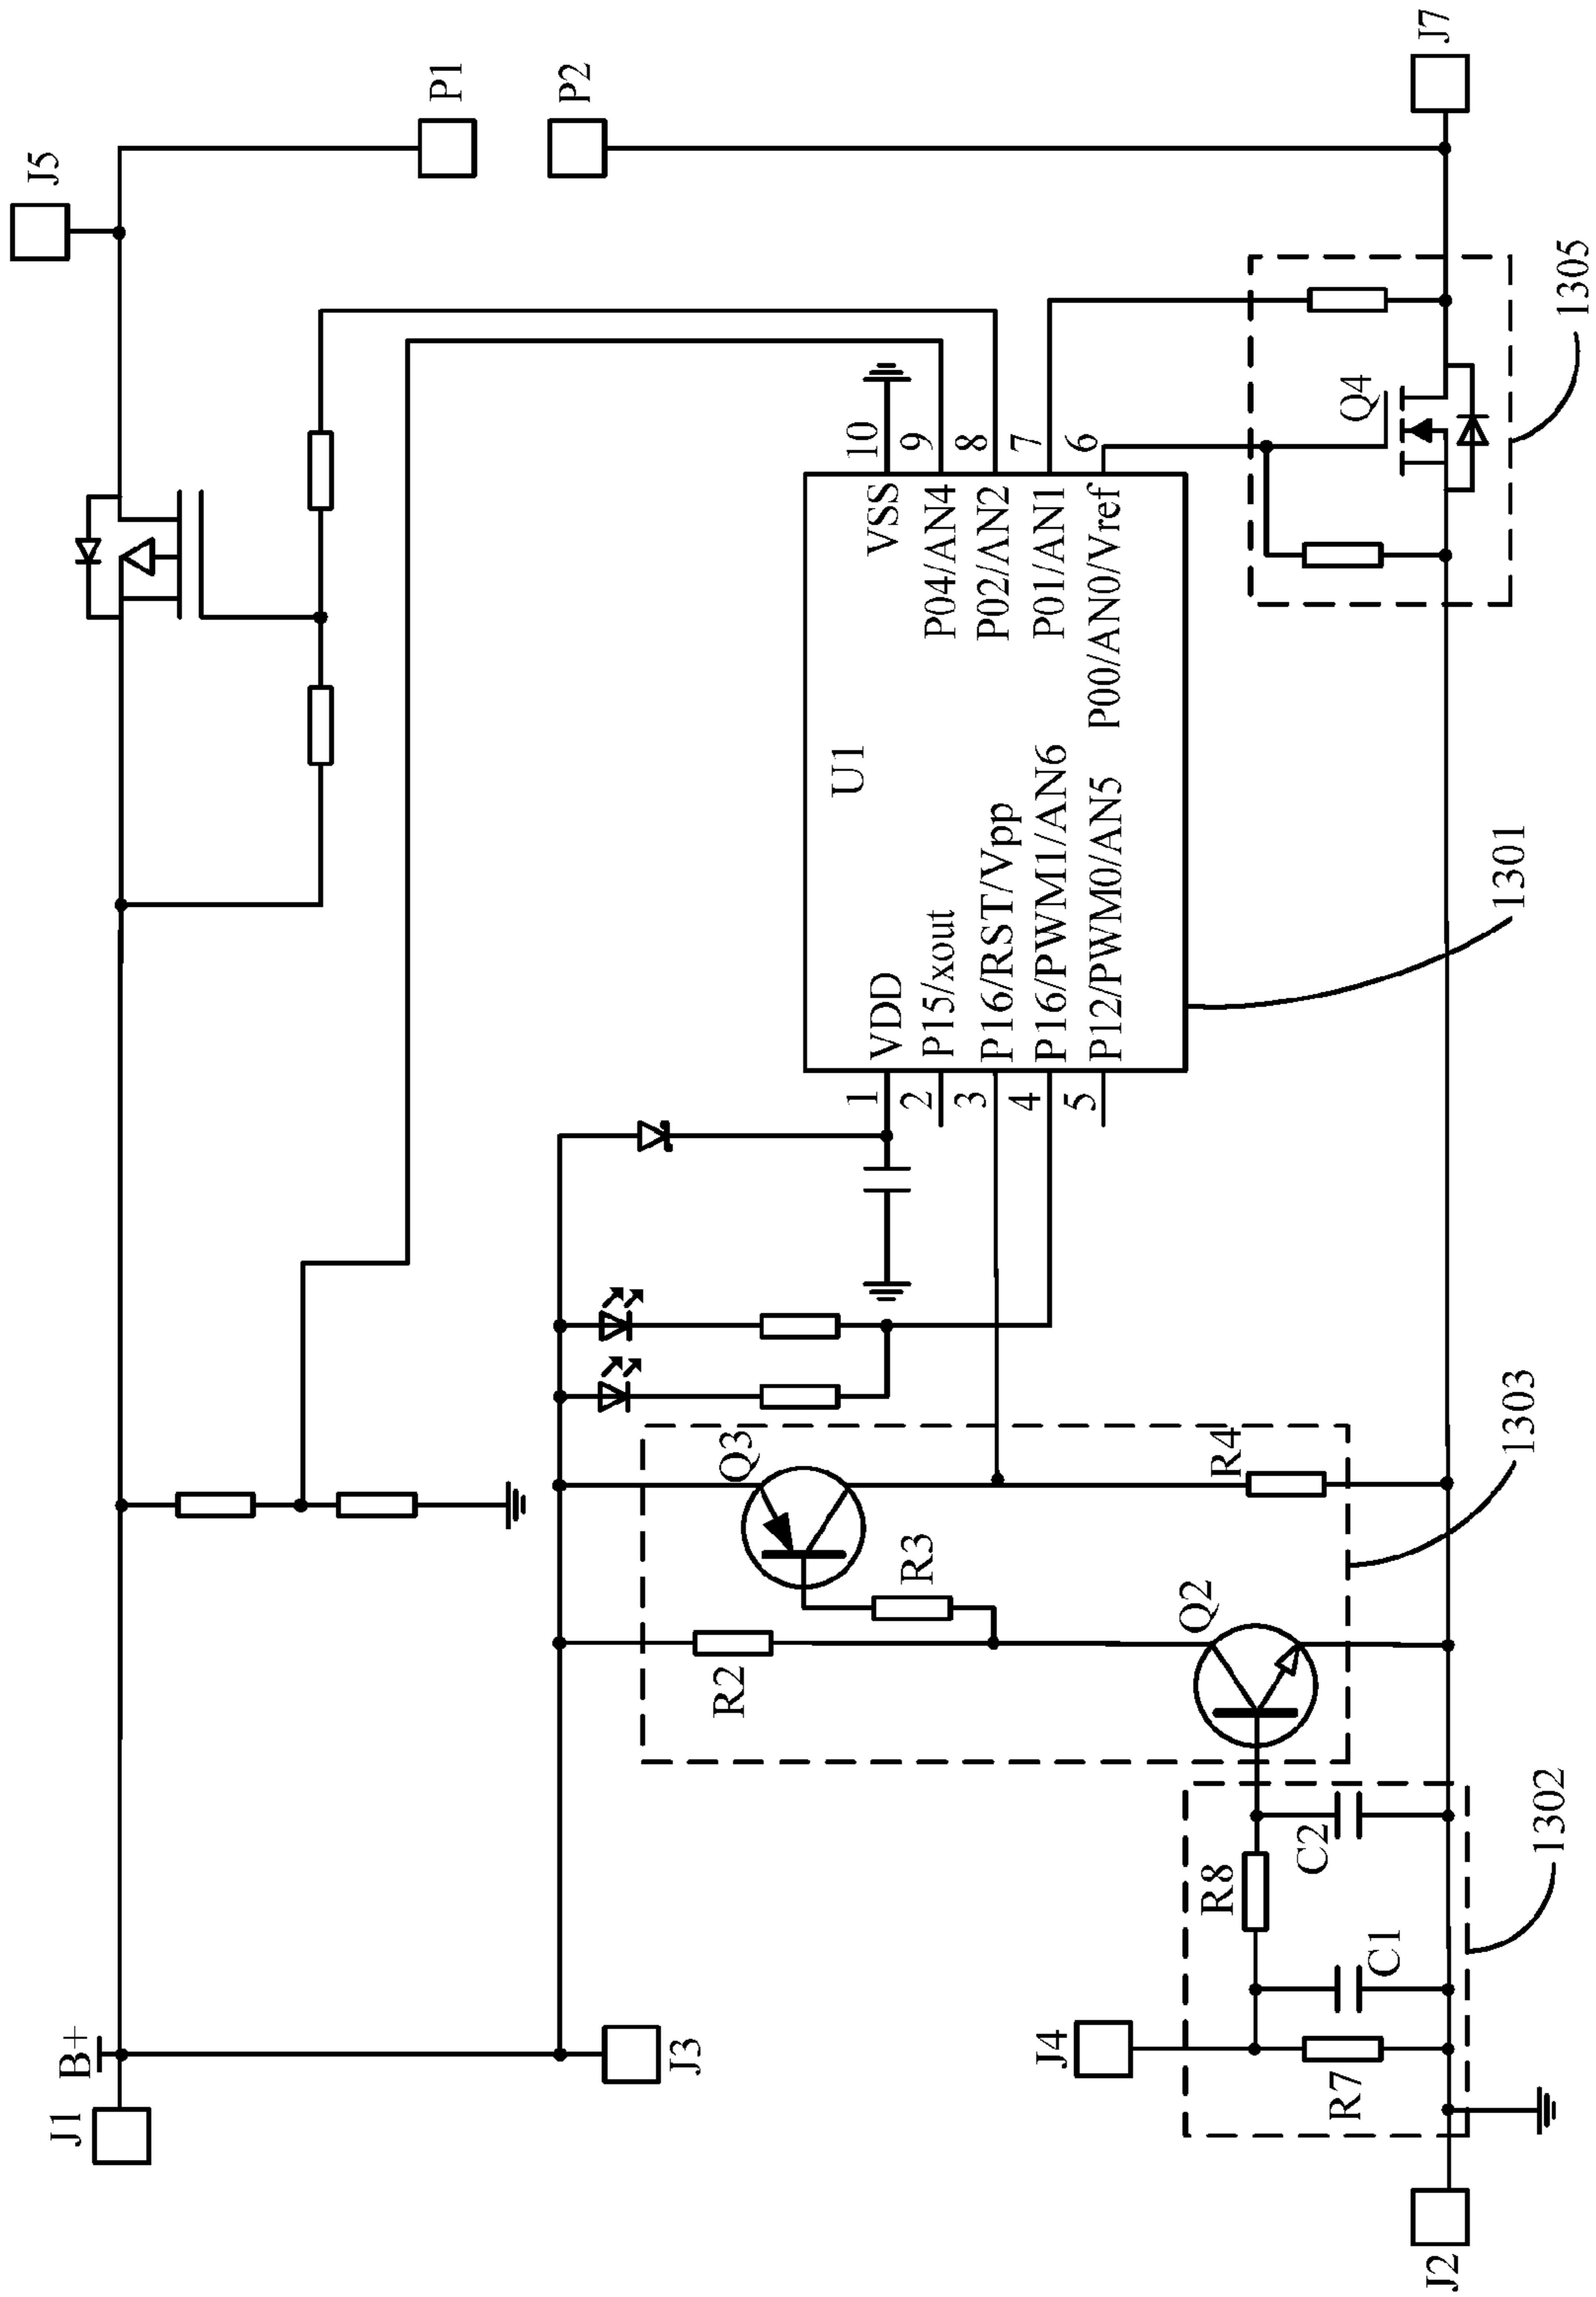 J1
B+
J5
P1
P2
J3
J4
J2
J7
U1
1
VDD
2
P15/xout
3
P16/RST/Vpp
4
P16/PWM1/AN6
5
P12/PWM0/AN5
VSS
10
P04/AN4
9
P02/AN2
8
P01/AN1
7
P00/AN0/Vref
6
Q3
R3
R2
R4
Q2
R8
C2
C1
R7
Q4
1302
1303
1301
1305